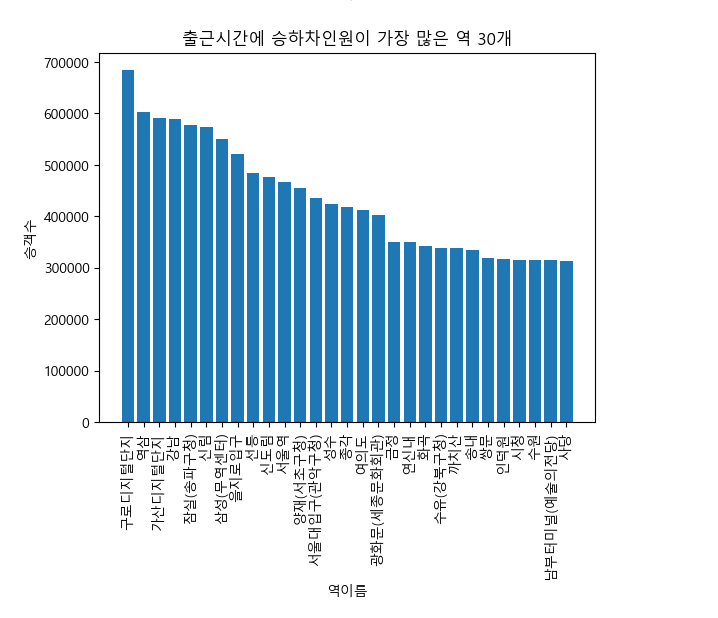 출근시간에 승하차인원이 가장 많은 역 30개
700000
600000
500000
400000
300000
200000
100000
0
승객수
구로디지털단지
역삼
가산디지털단지
강남
잠실(송파구청)
신림
삼성(무역센터)
을지로입구
선릉
신도림
서울역
양재(서초구청)
서울대입구(관악구청)
성수
종각
여의도
광화문(세종문화회관)
금정
연신내
화곡
수유(강북구청)
까치산
송내
쌍문
인덕원
시청
수원
남부터미널(예술의전당)
사당
역이름